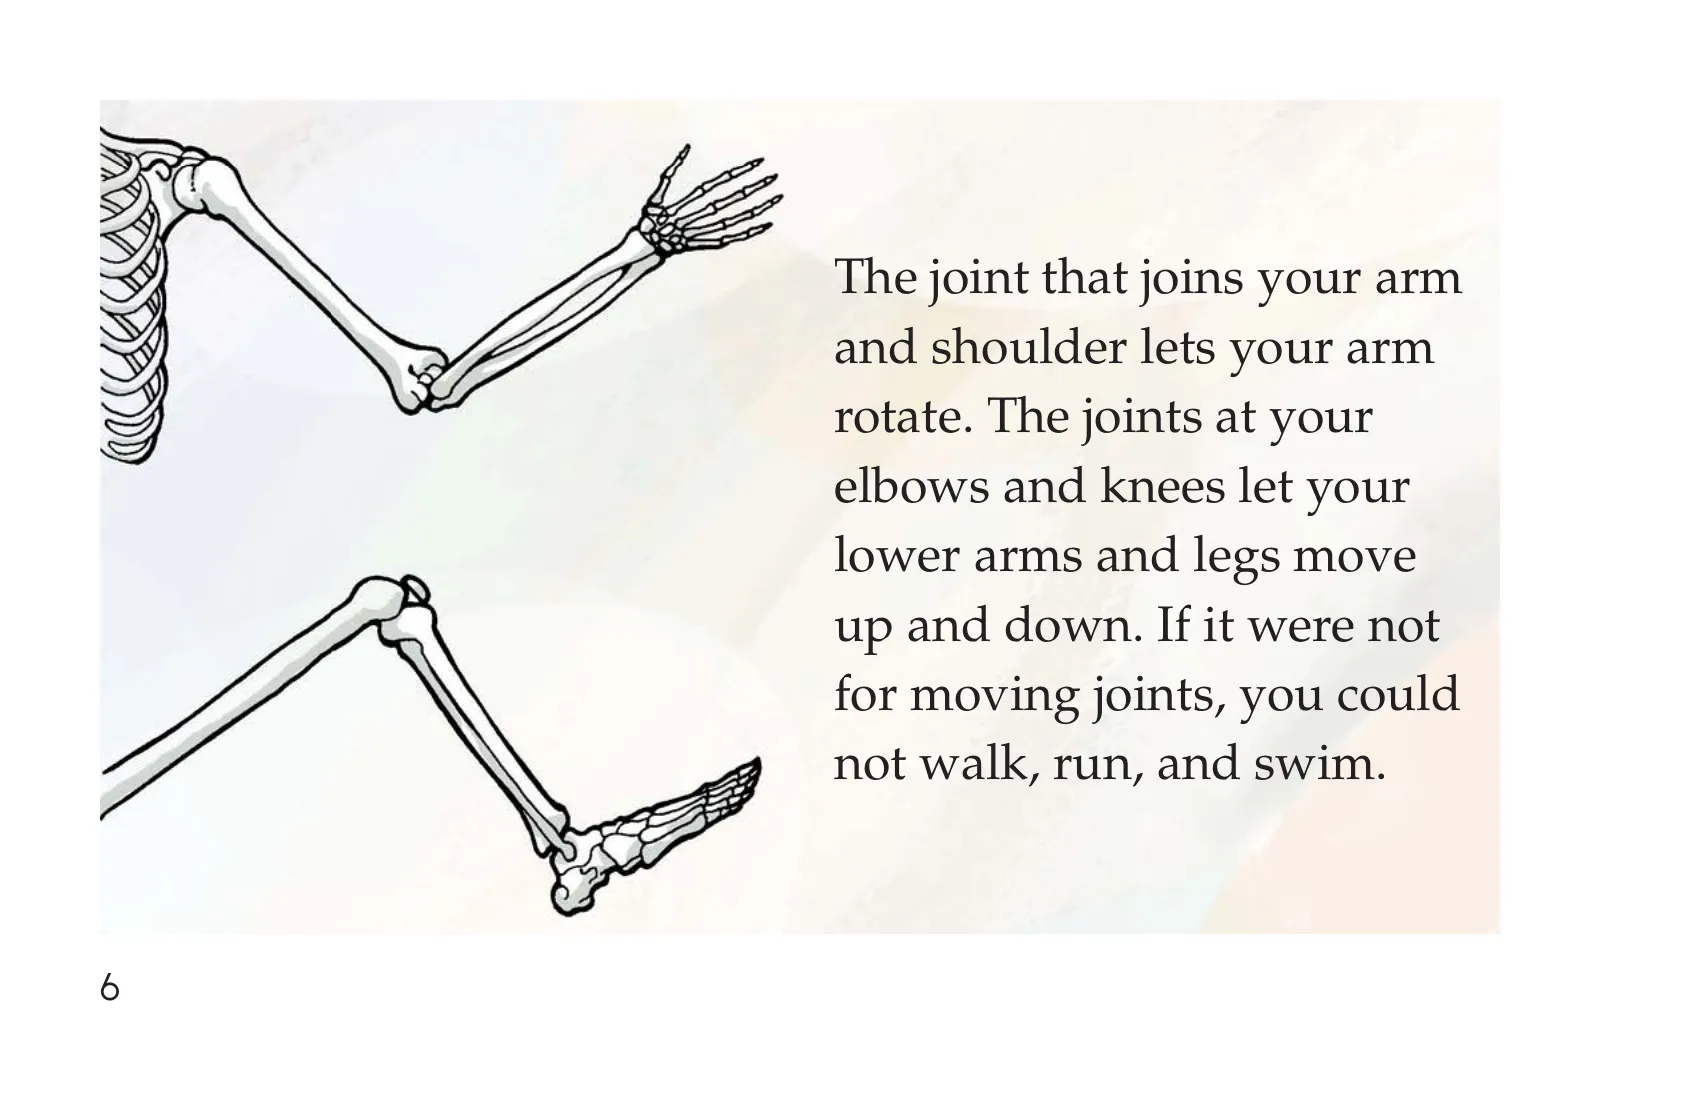 The joint that joins your arm
and shoulder lets your arm
rotate. The joints at your
elbows and knees let your
lower arms and legs move
up and down. If it were not
for moving joints, you could
not walk, run, and swim.
6